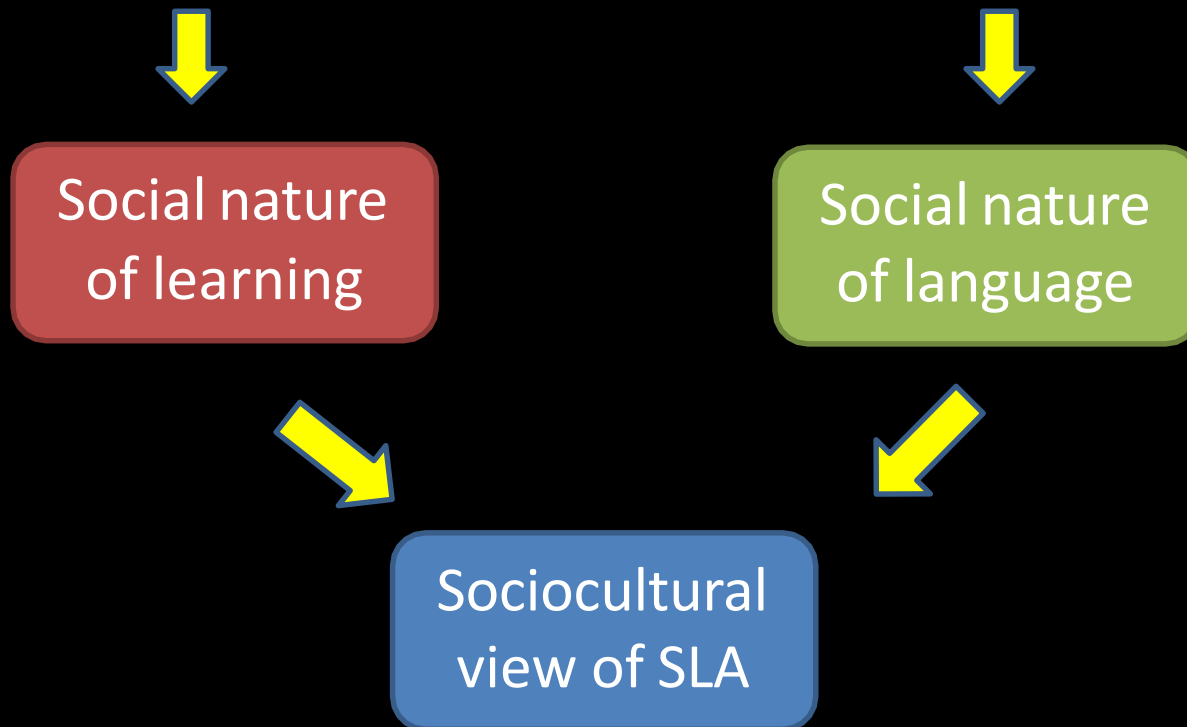 Social nature
of learning
Social nature
of language
Sociocultural
view of SLA